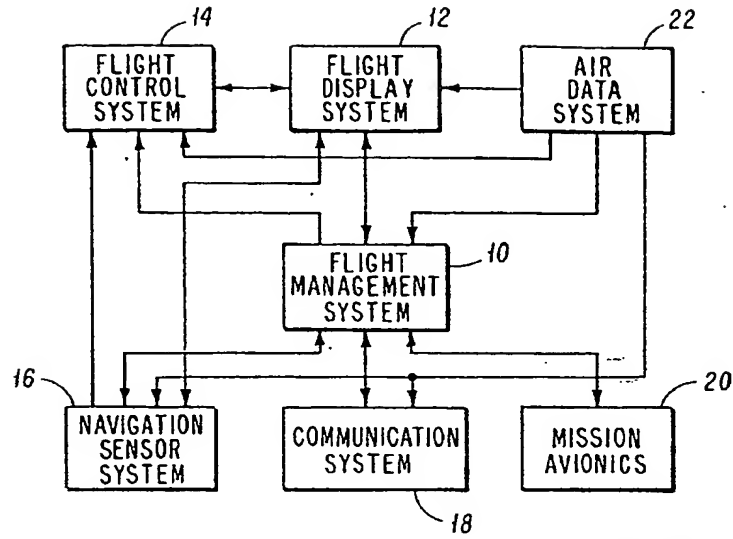 14
12
22
FLIGHT
CONTROL
SYSTEM
FLIGHT
DISPLAY
SYSTEM
AIR
DATA
SYSTEM
10
FLIGHT
MANAGEMENT
SYSTEM
16
20
NAVIGATION
SENSOR
SYSTEM
COMMUNICATION
SYSTEM
MISSION
AVIONICS
18